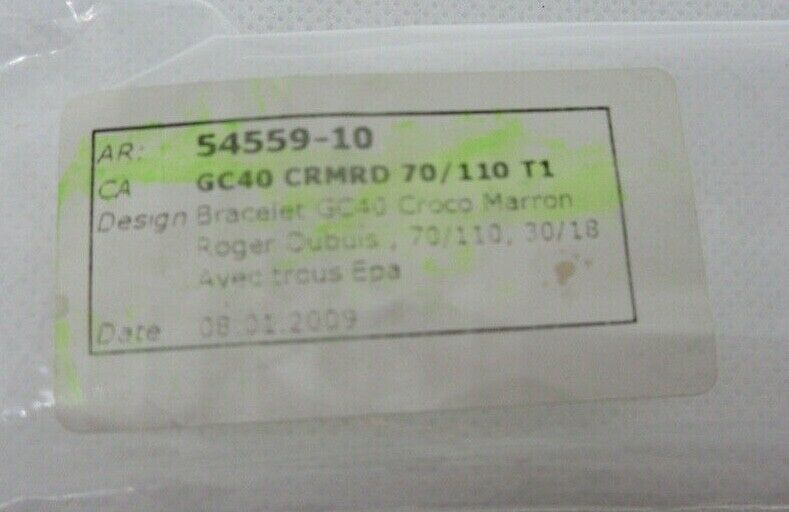 AR: 54559-10
CA GC40 CRMRD 70/110 T1
Design Bracelet GC40 Croco Marron
Roger Dubuis , 70/110, 30/18
Avec trous Epa
Date 08.01.2009